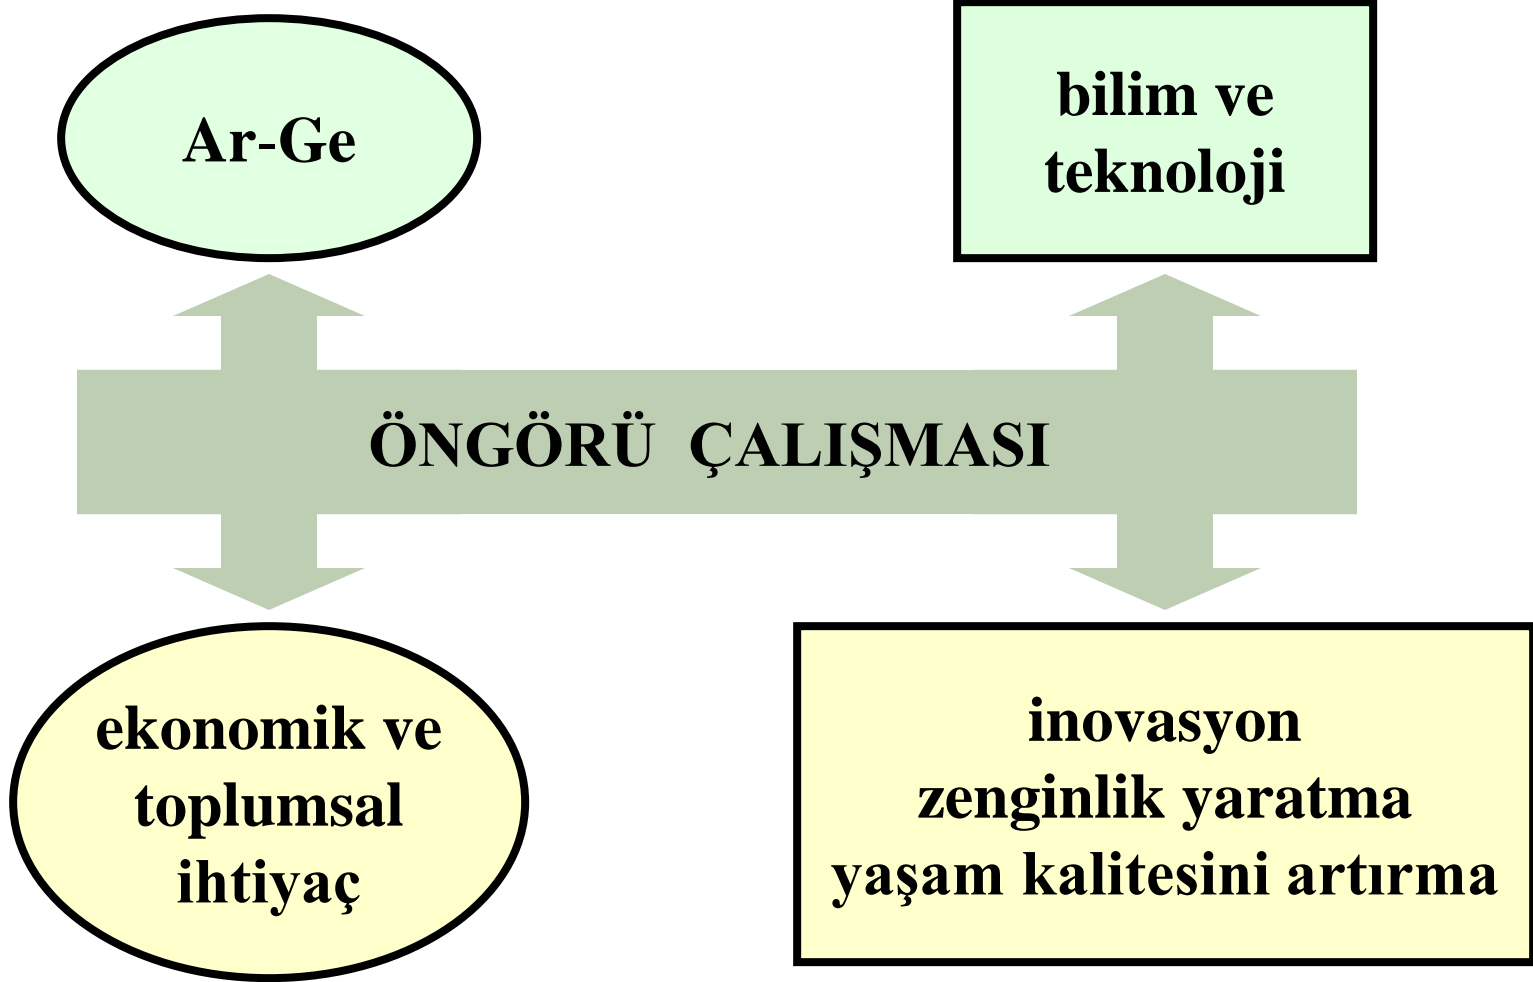 Ar-Ge
bilim ve
teknoloji
ÖNGÖRÜ ÇALIŞMASI
ekonomik ve
toplumsal
ihtiyaç
inovasyon
zenginlik yaratma
yaşam kalitesini artırma